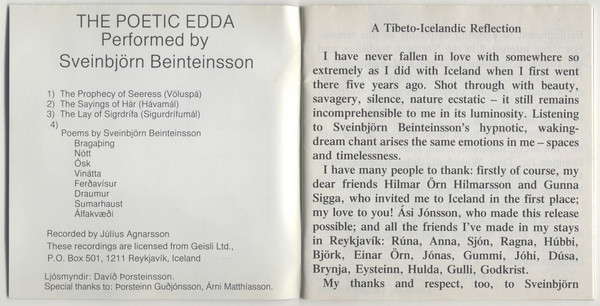 THE POETIC EDDA
Performed by
Sveinbjörn Beinteinsson
1) The Prophecy of Seeress (Völuspá)
2) The Sayings of Hár (Hávamál)
3) The Lay of Sigrdrífa (Sigurdrífumál)
4)
Poems by Sveinbjörn Beinteinsson
Bragaþing
Nótt
Ósk
Vinátta
Ferðavísur
Draumur
Sumarhaust
Álfakvæði
Recorded by Júlíus Agnarsson
These recordings are licensed from Geisli Ltd.,
P.O. Box 501, 1211 Reykjavík, Iceland
Ljósmyndir: Davíð Þorsteinsson.
Special thanks to: Þorsteinn Guðjónsson, Árni Matthíasson.
A Tibeto-Icelandic Reflection
I have never fallen in love with somewhere so
extremely as I did with Iceland when I first went
there five years ago. Shot through with beauty,
savagery, silence, nature ecstatic – it still remains
incomprehensible to me in its luminosity. Listening
to Sveinbjörn Beinteinsson's hypnotic, waking-
dream chant arises the same emotions in me – spaces
and timelessness.
I have many people to thank: firstly of course, my
dear friends Hilmar Örn Hilmarsson and Gunna
Sigga, who invited me to Iceland in the first place;
my love to you! Ási Jónsson, who made this release
possible; and all the friends I've made in my stays
in Reykjavík: Rúna, Anna, Sjón, Ragna, Húbbi,
Björk, Einar Örn, Jónas, Gummi, Jóhi, Dúsa,
Brynja, Eysteinn, Hulda, Gulli, Godkrist.
My thanks and respect, too, to Sveinbjörn